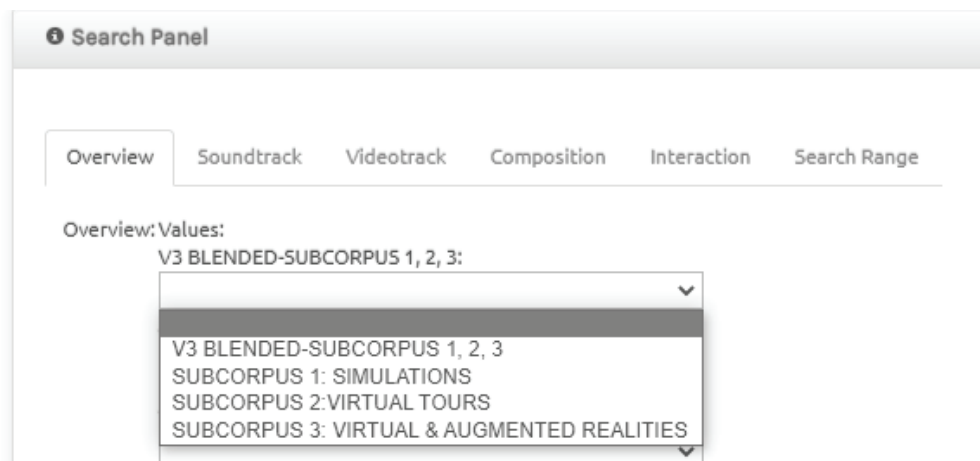 Search Panel
Overview Soundtrack Videotrack Composition Interaction Search Range
Overview: Values:
V3 BLENDED-SUBCORPUS 1, 2, 3:
V3 BLENDED-SUBCORPUS 1, 2, 3
SUBCORPUS 1: SIMULATIONS
SUBCORPUS 2:VIRTUAL TOURS
SUBCORPUS 3: VIRTUAL & AUGMENTED REALITIES